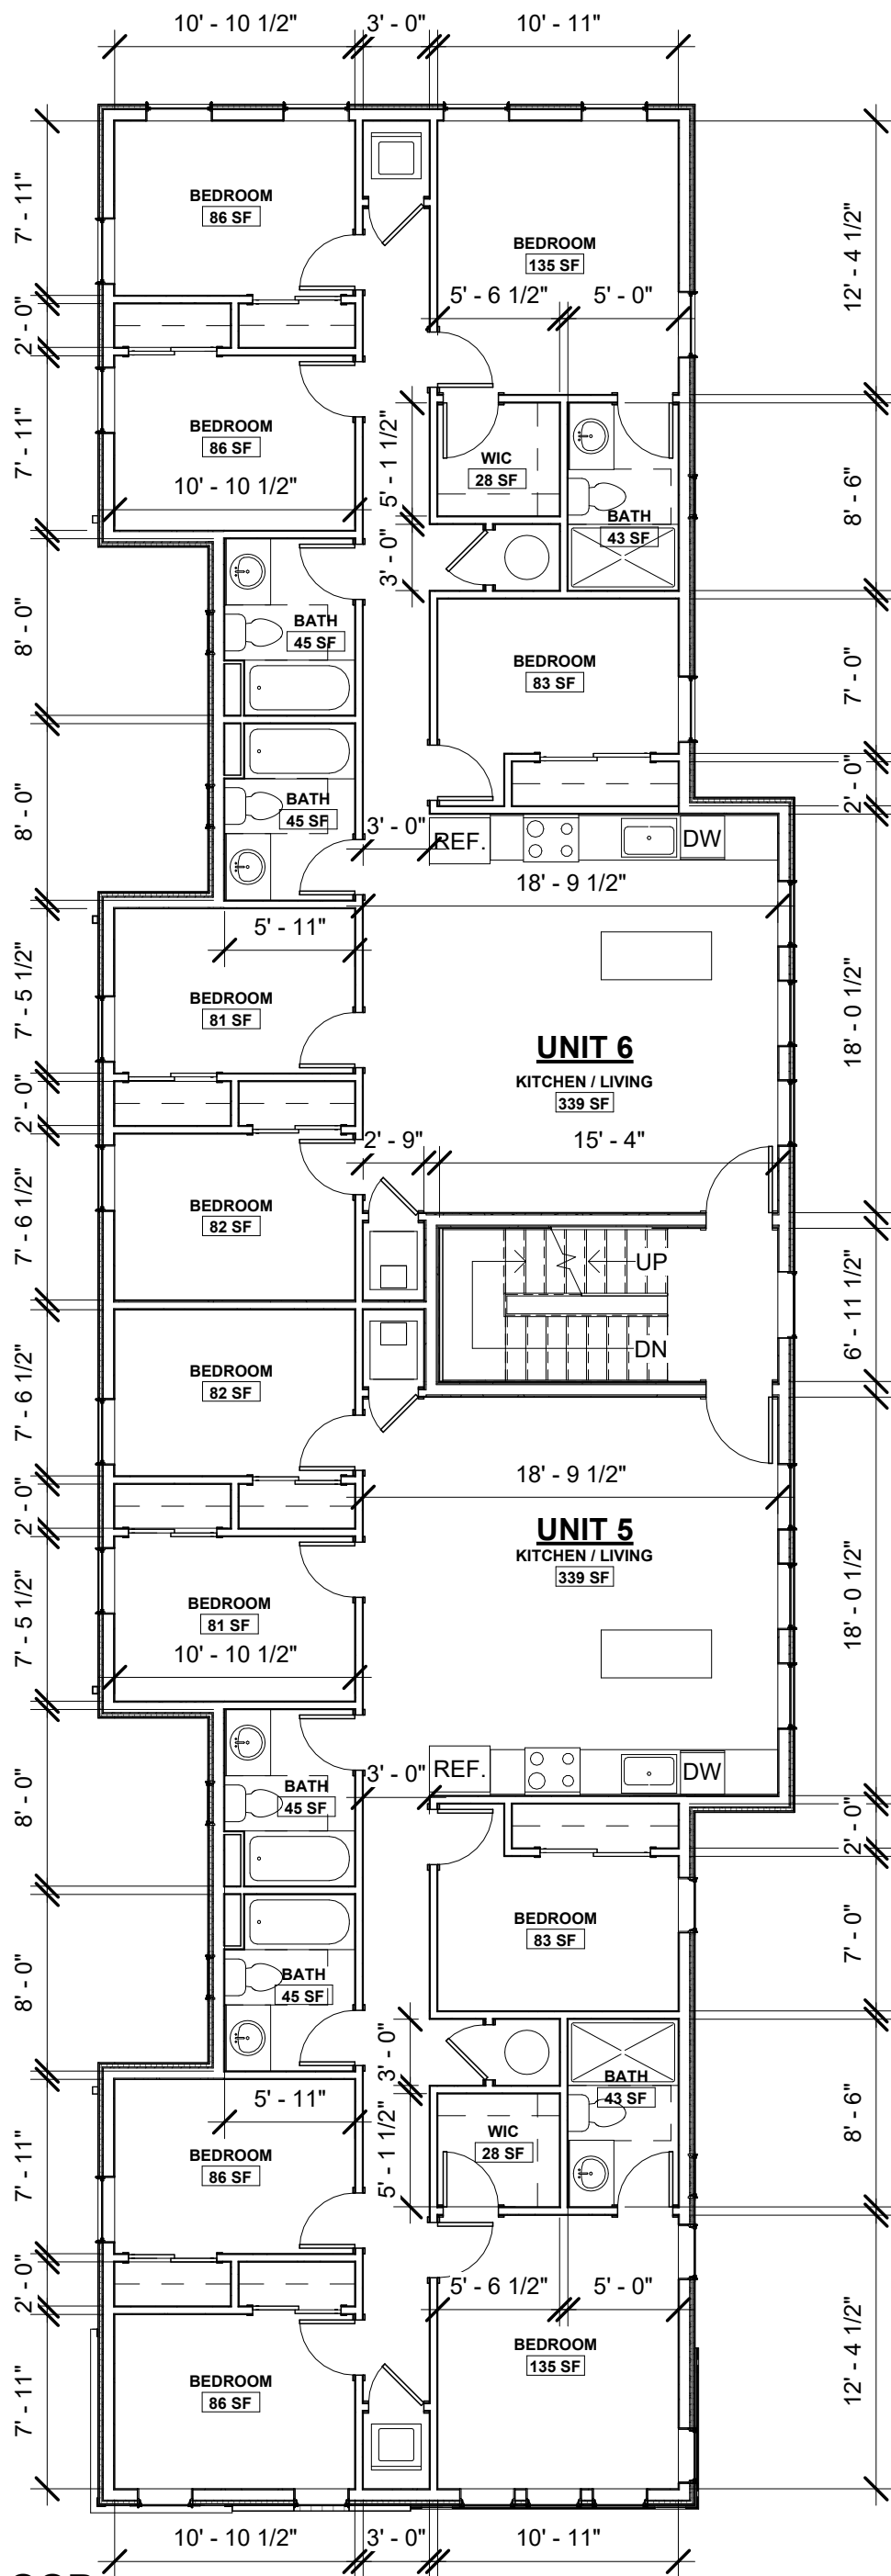 10' - 10 1/2" 3' - 0" 10' - 11"
7' - 11"
BEDROOM
86 SF
BEDROOM
135 SF
12' - 4 1/2"
5' - 6 1/2" 5' - 0"
2' - 0"
7' - 11"
BEDROOM
86 SF
10' - 10 1/2"
5' - 1 1/2"
WIC
28 SF
8' - 6"
BATH
43 SF
3' - 0"
8' - 0"
BATH
45 SF
BEDROOM
83 SF
7' - 0"
2' - 0"
8' - 0"
BATH
45 SF
3' - 0"
REF.
DW
18' - 9 1/2"
5' - 11"
7' - 5 1/2"
BEDROOM
81 SF
UNIT 6
KITCHEN / LIVING
339 SF
18' - 0 1/2"
2' - 0"
2' - 9" 15' - 4"
7' - 6 1/2"
BEDROOM
82 SF
UP
DN
6' - 11 1/2"
7' - 6 1/2"
BEDROOM
82 SF
2' - 0"
18' - 9 1/2"
UNIT 5
KITCHEN / LIVING
339 SF
18' - 0 1/2"
7' - 5 1/2"
BEDROOM
81 SF
10' - 10 1/2"
8' - 0"
BATH
45 SF
3' - 0"
REF.
DW
2' - 0"
BEDROOM
83 SF
7' - 0"
8' - 0"
BATH
45 SF
3' - 0"
BATH
43 SF
8' - 6"
5' - 11"
5' - 1 1/2"
WIC
28 SF
7' - 11"
BEDROOM
86 SF
2' - 0"
5' - 6 1/2" 5' - 0"
BEDROOM
135 SF
12' - 4 1/2"
7' - 11"
BEDROOM
86 SF
10' - 10 1/2" 3' - 0" 10' - 11"